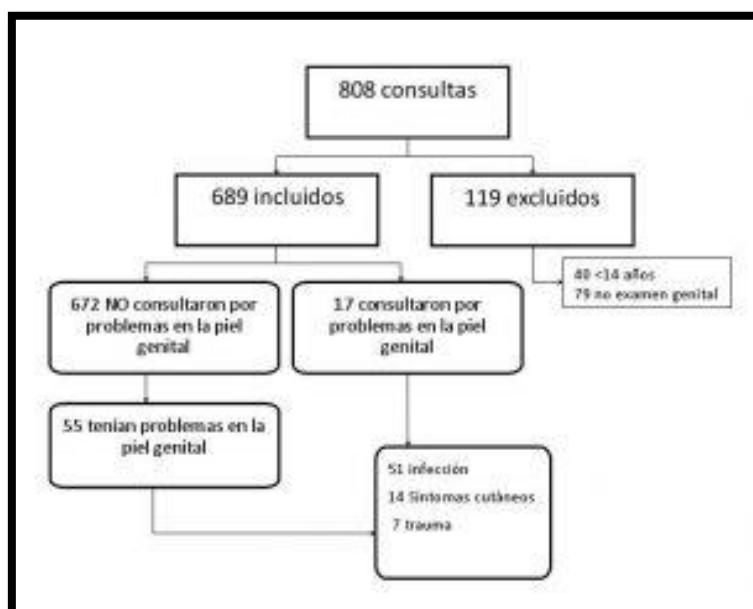 808 consultas
689 incluidos
119 excluidos
40 <14 años
79 no examen genital
672 NO consultaron por
problemas en la piel
genital
17 consultaron por
problemas en la piel
genital
55 tenían problemas en la
piel genital
51 infección
14 Síntomas cutáneos
7 trauma